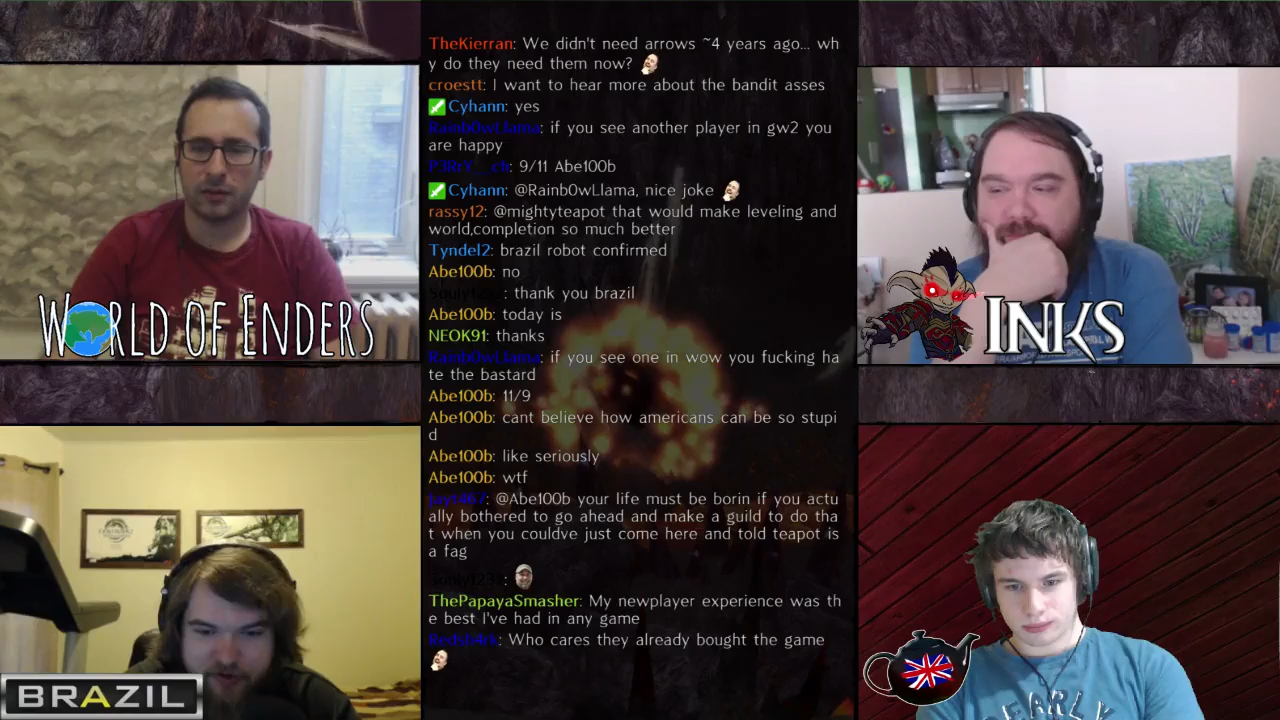 TheKierran: We didn't need arrows ~4 years ago... wh
y do they need them now?
croestt: I want to hear more about the bandit asses
Cyhann: yes
Rainb0wLlama: if you see another player in gw2 you
are happy
P3RrY__ch: 9/11 Abe100b
Cyhann: @Rainb0wLlama, nice joke
rassy12: @mightyteapot that would make leveling and
world,completion so much better
Tyndel2: brazil robot confirmed
Abe100b: no
: thank you brazil
Abe100b: today is
NEOK91: thanks
Rainb0wLlama: if you see one in wow you fucking ha
te the bastard
Abe100b: 11/9
Abe100b: cant believe how americans can be so stupi
d
Abe100b: like seriously
Abe100b: wtf
jayt467: @Abe100b your life must be borin if you actu
ally bothered to go ahead and make a guild to do tha
t when you couldve just come here and told teapot is
a fag
:
ThePapayaSmasher: My newplayer experience was th
e best I've had in any game
: Who cares they already bought the game
WORLD OF ENDERS
INKS
BRAZIL
DEARLY